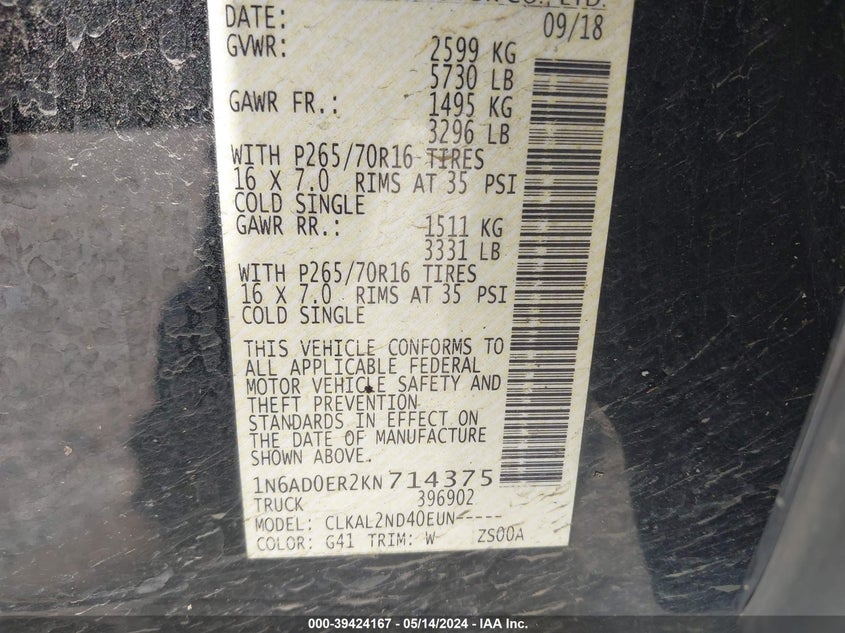 CO., LTD.
DATE: 09/18
GVWR: 2599 KG
5730 LB
GAWR FR.: 1495 KG
3296 LB
WITH P265/70R16 TIRES
16 X 7.0 RIMS AT 35 PSI
COLD SINGLE
GAWR RR.: 1511 KG
3331 LB
WITH P265/70R16 TIRES
16 X 7.0 RIMS AT 35 PSI
COLD SINGLE
THIS VEHICLE CONFORMS TO
ALL APPLICABLE FEDERAL
MOTOR VEHICLE SAFETY AND
THEFT PREVENTION
STANDARDS IN EFFECT ON
THE DATE OF MANUFACTURE
SHOWN ABOVE.
1N6AD0ER2KN714375
TRUCK 396902
MODEL: CLKAL2ND40EUN-----
COLOR: G41 TRIM: W ZS00A
000-39424167 - 05/14/2024 - IAA Inc.